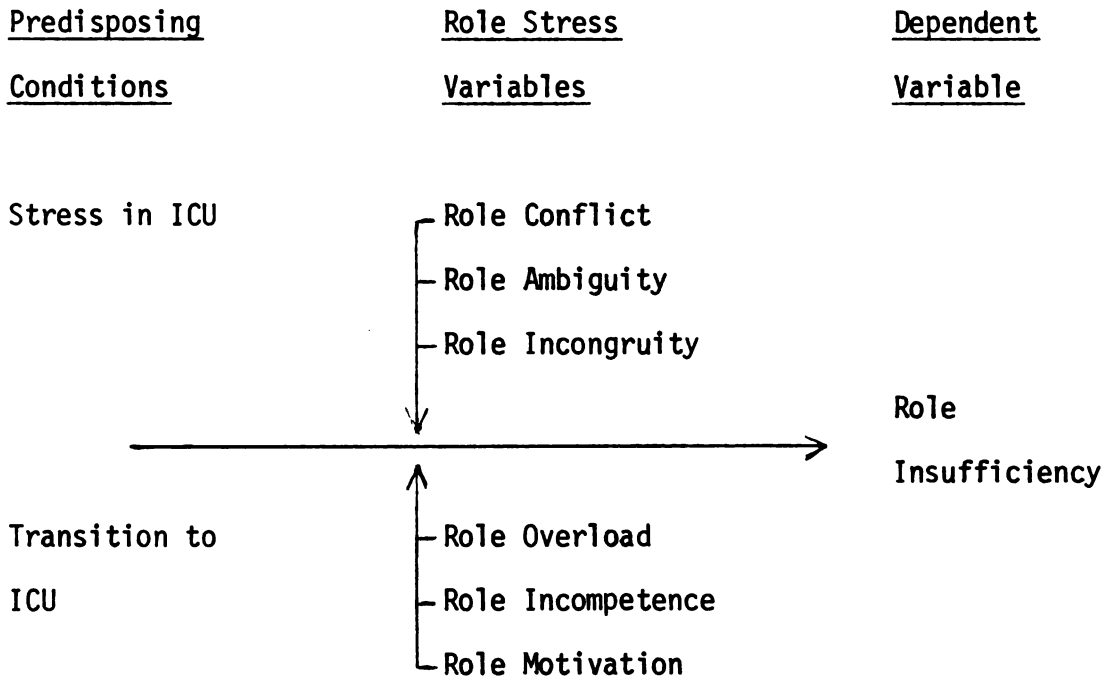 Predisposing Role Stress Dependent
Conditions Variables Variable
Stress in ICU Role Conflict
Role Ambiguity
Role Incongruity
Role
Insufficiency
Transition to Role Overload
ICU Role Incompetence
Role Motivation